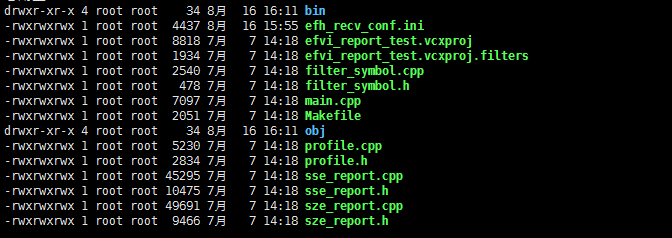 drwxr-xr-x 4 root root    34 8月  16 16:11 bin
-rwxrwxrwx 1 root root  4437 8月  16 15:55 efh_recv_conf.ini
-rwxrwxrwx 1 root root  8818 7月   7 14:18 efvi_report_test.vcxproj
-rwxrwxrwx 1 root root  1934 7月   7 14:18 efvi_report_test.vcxproj.filters
-rwxrwxrwx 1 root root  2540 7月   7 14:18 filter_symbol.cpp
-rwxrwxrwx 1 root root   478 7月   7 14:18 filter_symbol.h
-rwxrwxrwx 1 root root  7097 7月   7 14:18 main.cpp
-rwxrwxrwx 1 root root  2051 7月   7 14:18 Makefile
drwxr-xr-x 4 root root    34 8月  16 16:11 obj
-rwxrwxrwx 1 root root  5230 7月   7 14:18 profile.cpp
-rwxrwxrwx 1 root root  2834 7月   7 14:18 profile.h
-rwxrwxrwx 1 root root 45295 7月   7 14:18 sse_report.cpp
-rwxrwxrwx 1 root root 10475 7月   7 14:18 sse_report.h
-rwxrwxrwx 1 root root 49691 7月   7 14:18 sze_report.cpp
-rwxrwxrwx 1 root root  9466 7月   7 14:18 sze_report.h